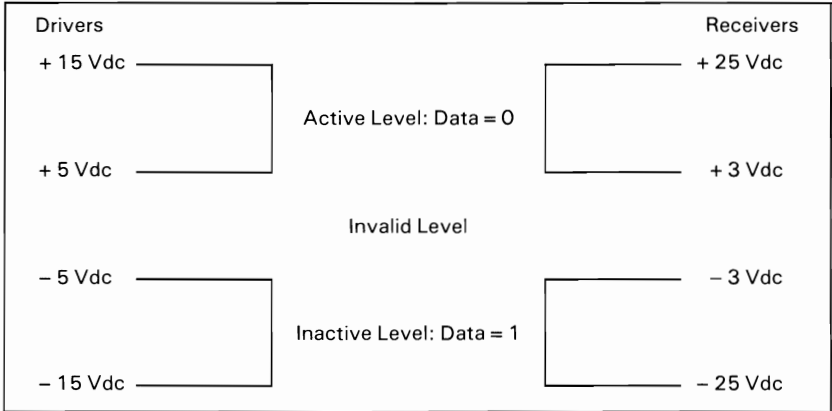 Drivers Receivers
+ 15 Vdc + 25 Vdc
Active Level: Data = 0
+ 5 Vdc + 3 Vdc
Invalid Level
– 5 Vdc – 3 Vdc
Inactive Level: Data = 1
– 15 Vdc – 25 Vdc